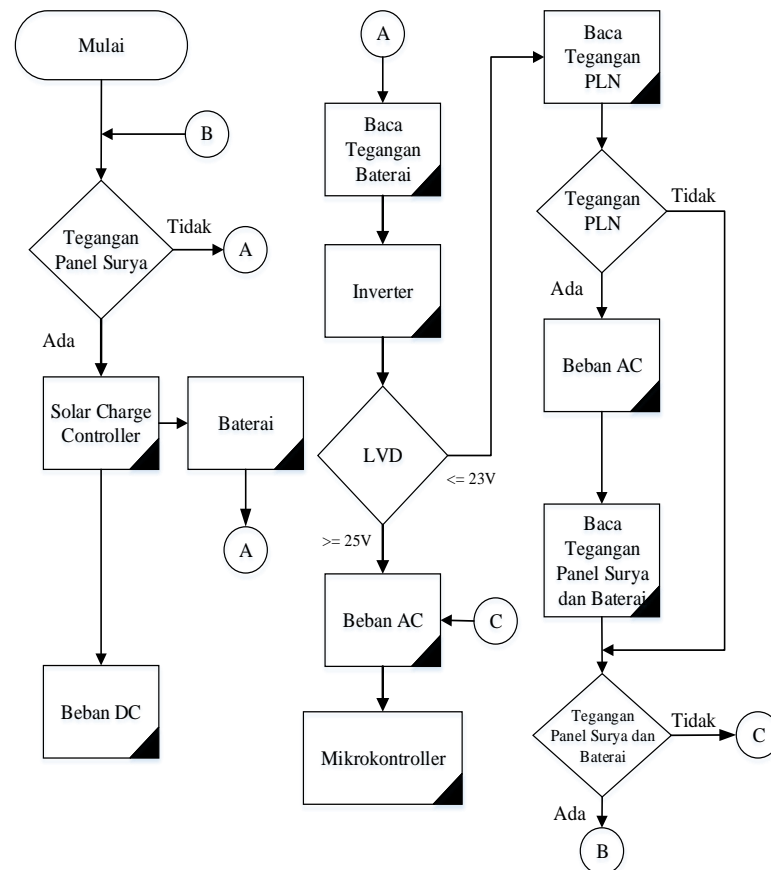 Mulai
B
Tegangan
Panel Surya
Tidak
A
Ada
Solar Charge
Controller
Baterai
A
Beban DC
A
Baca
Tegangan
Baterai
Inverter
LVD
<= 23V
>= 25V
Beban AC
C
Mikrokontroller
Baca
Tegangan
PLN
Tegangan
PLN
Tidak
Ada
Beban AC
Baca
Tegangan
Panel Surya
dan Baterai
Tegangan
Panel Surya dan
Baterai
Tidak
C
Ada
B